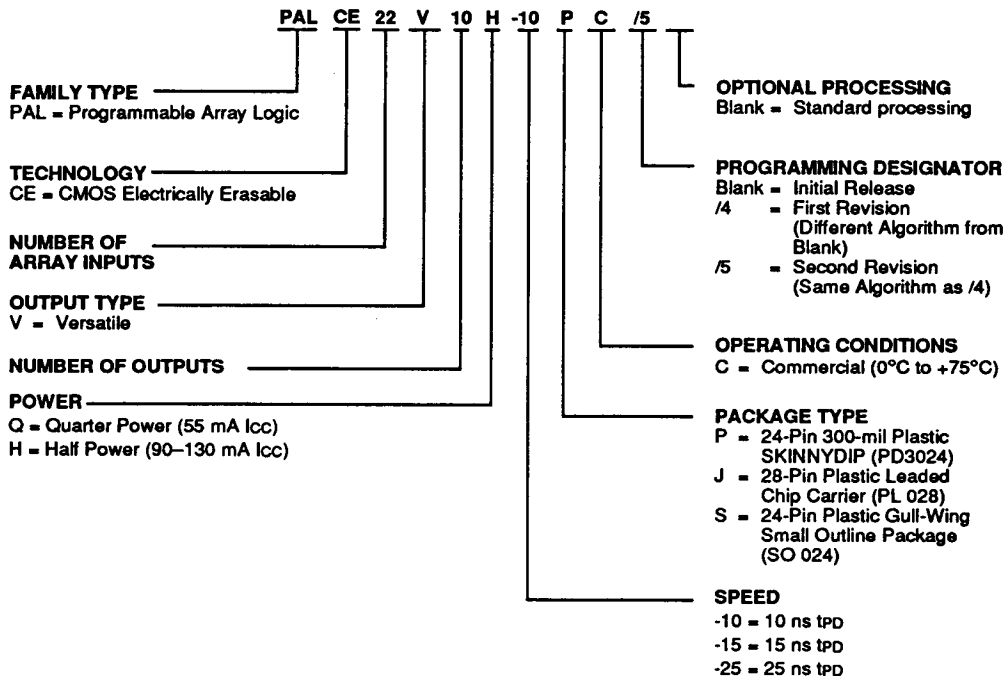 PAL CE 22 V 10 H -10 P C /5
FAMILY TYPE
PAL = Programmable Array Logic
TECHNOLOGY
CE = CMOS Electrically Erasable
NUMBER OF
ARRAY INPUTS
OUTPUT TYPE
V = Versatile
NUMBER OF OUTPUTS
POWER
Q = Quarter Power (55 mA Icc)
H = Half Power (90–130 mA Icc)
OPTIONAL PROCESSING
Blank = Standard processing
PROGRAMMING DESIGNATOR
Blank = Initial Release
/4 = First Revision
(Different Algorithm from
Blank)
/5 = Second Revision
(Same Algorithm as /4)
OPERATING CONDITIONS
C = Commercial (0°C to +75°C)
PACKAGE TYPE
P = 24-Pin 300-mil Plastic
SKINNYDIP (PD3024)
J = 28-Pin Plastic Leaded
Chip Carrier (PL 028)
S = 24-Pin Plastic Gull-Wing
Small Outline Package
(SO 024)
SPEED
-10 = 10 ns tPD
-15 = 15 ns tPD
-25 = 25 ns tPD